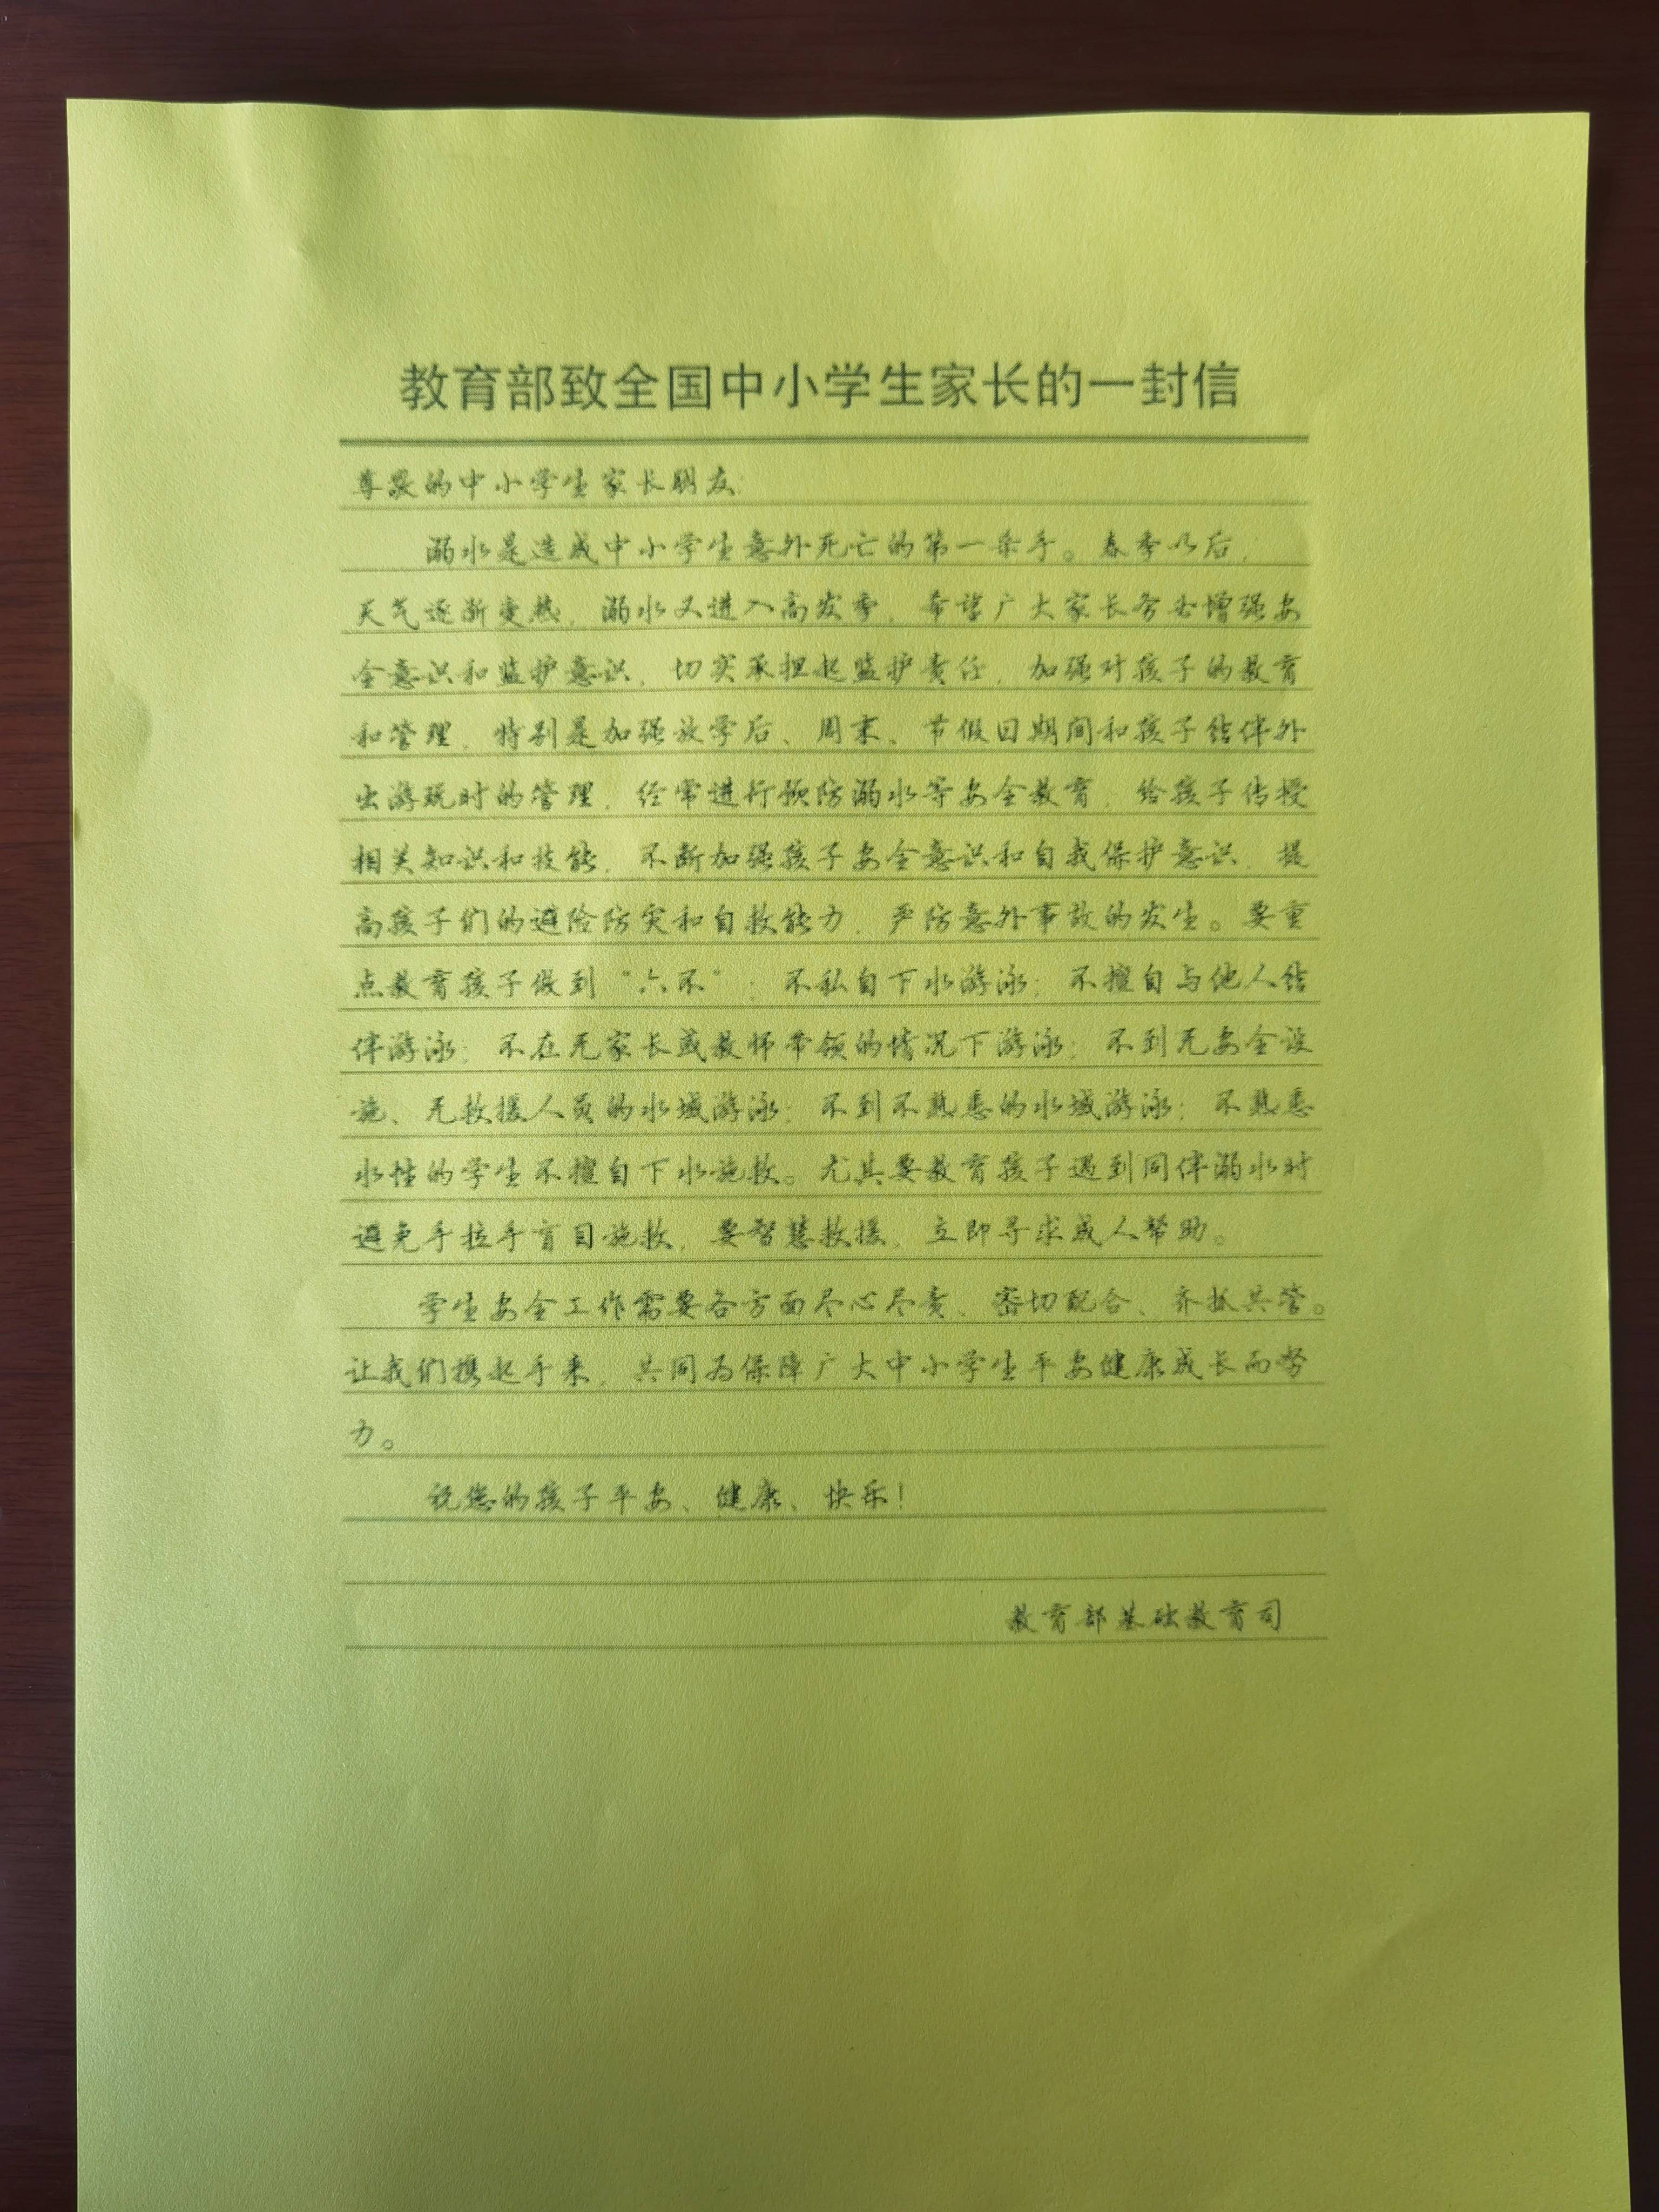 教育部致全国中小学生家长的一封信
尊敬的中小学生家长朋友:
溺水是造成中小学生意外死亡的第一杀手。春季以后,
天气逐渐变热,溺水又进入高发季,希望广大家长务必增强安
全意识和监护意识,切实承担起监护责任,加强对孩子的教育
和管理,特别是加强放学后、周末、节假日期间和孩子结伴外
出游玩时的管理,经常进行预防溺水等安全教育,给孩子传授
相关知识和技能,不断加强孩子安全意识和自我保护意识,提
高孩子们的避险防灾和自救能力,严防意外事故的发生。要重
点教育孩子做到“六不”:不私自下水游泳;不擅自与他人结
伴游泳;不在无家长或教师带领的情况下游泳;不到无安全设
施、无救援人员的水域游泳;不到不熟悉的水域游泳;不熟悉
水性的学生不擅自下水施救。尤其要教育孩子遇到同伴溺水时
避免手拉手盲目施救,要智慧救援,立即寻求成人帮助。
学生安全工作需要各方面尽心尽责、密切配合、齐抓共管。
让我们携起手来,共同为保障广大中小学生平安健康成长而努
力。
祝您的孩子平安、健康、快乐!
教育部基础教育司